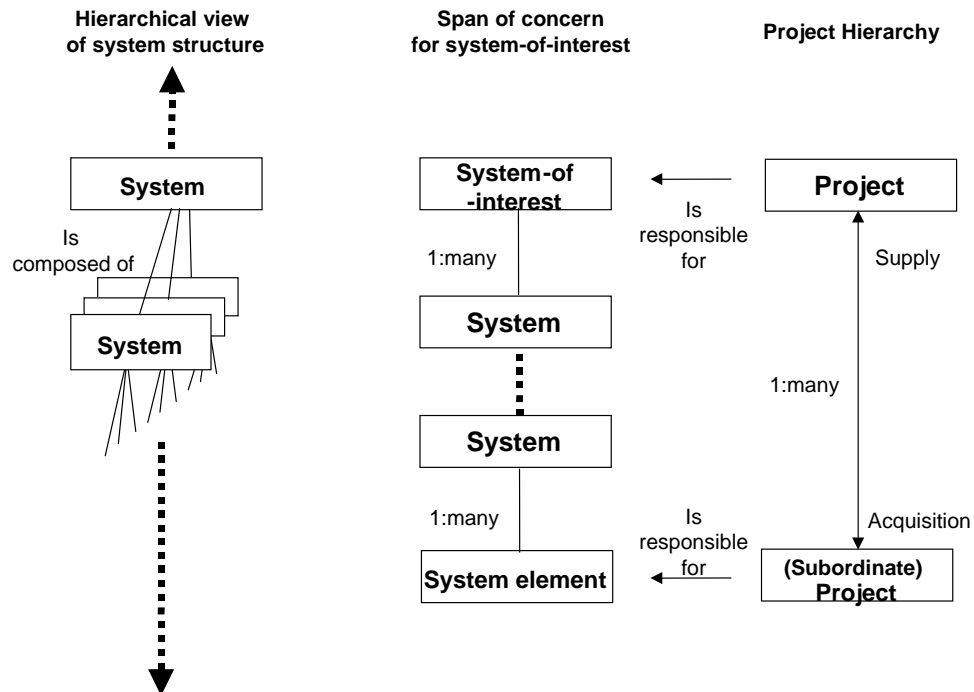 Hierarchical view
of system structure
Span of concern
for system-of-interest
Project Hierarchy
System
Is
composed of
System
System-of
-interest
1:many
System
System
1:many
System element
Is
responsible
for
Is
responsible
for
Project
Supply
1:many
Acquisition
(Subordinate)
Project